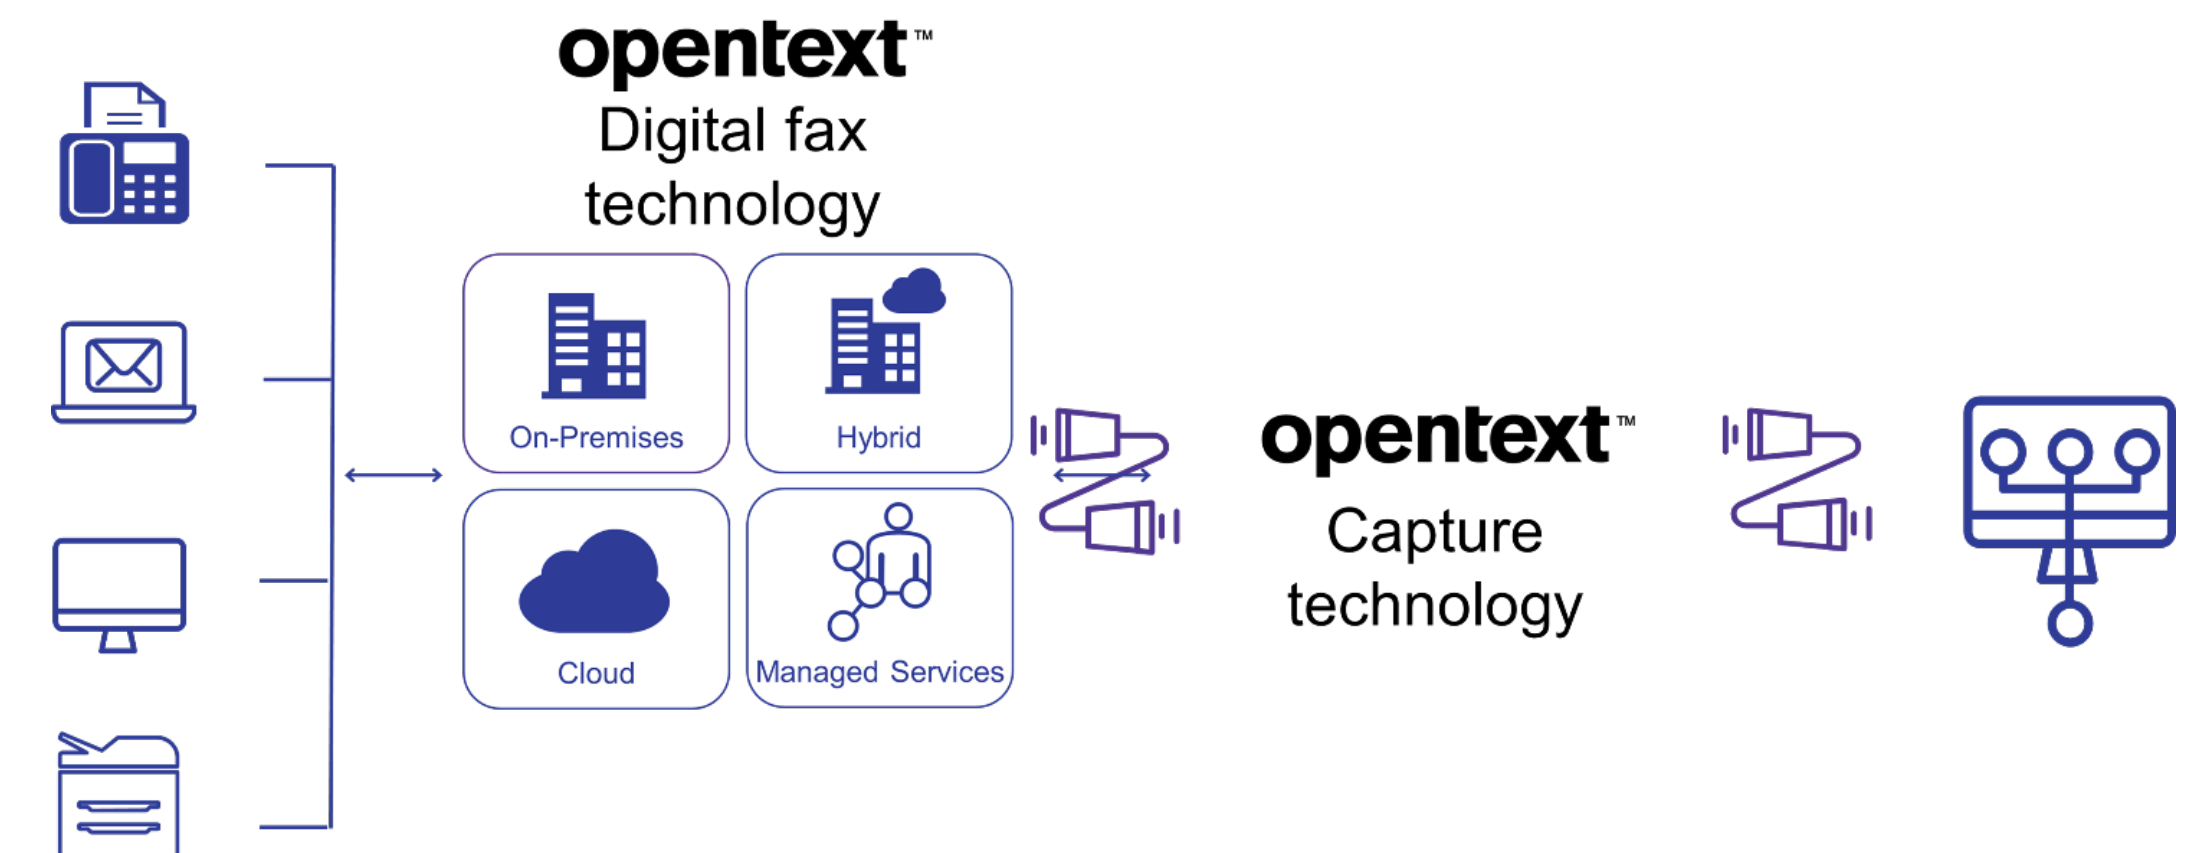 opentext™
Digital fax
technology
On-Premises
Hybrid
Cloud
Managed Services
opentext™
Capture
technology